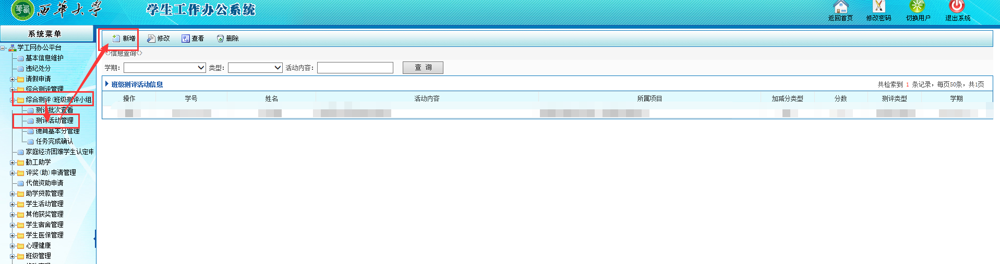 西華大学
学生工作办公系统
返回首页 修改密码 切换用户 退出系统
系统菜单
学工网办公平台
基本信息维护
违纪处分
请假申请
综合测评管理
综合测评(班级测评小组
测评批次查看
测评活动管理
德育基本分管理
任务完成确认
家庭经济困难学生认定申
勤工助学
评奖(助)申请管理
代偿资助申请
助学贷款管理
学生活动管理
其他获奖管理
学生宿舍管理
学生医保管理
心理健康
班级管理
新增 修改 查看 删除
信息查询
学期: 类型: 活动内容: 查 询
班级测评活动信息 共检索到 1 条记录，每页50条，共1页
操作 学号 姓名 活动内容 所属项目 加减分类型 分数 测评类型 学期